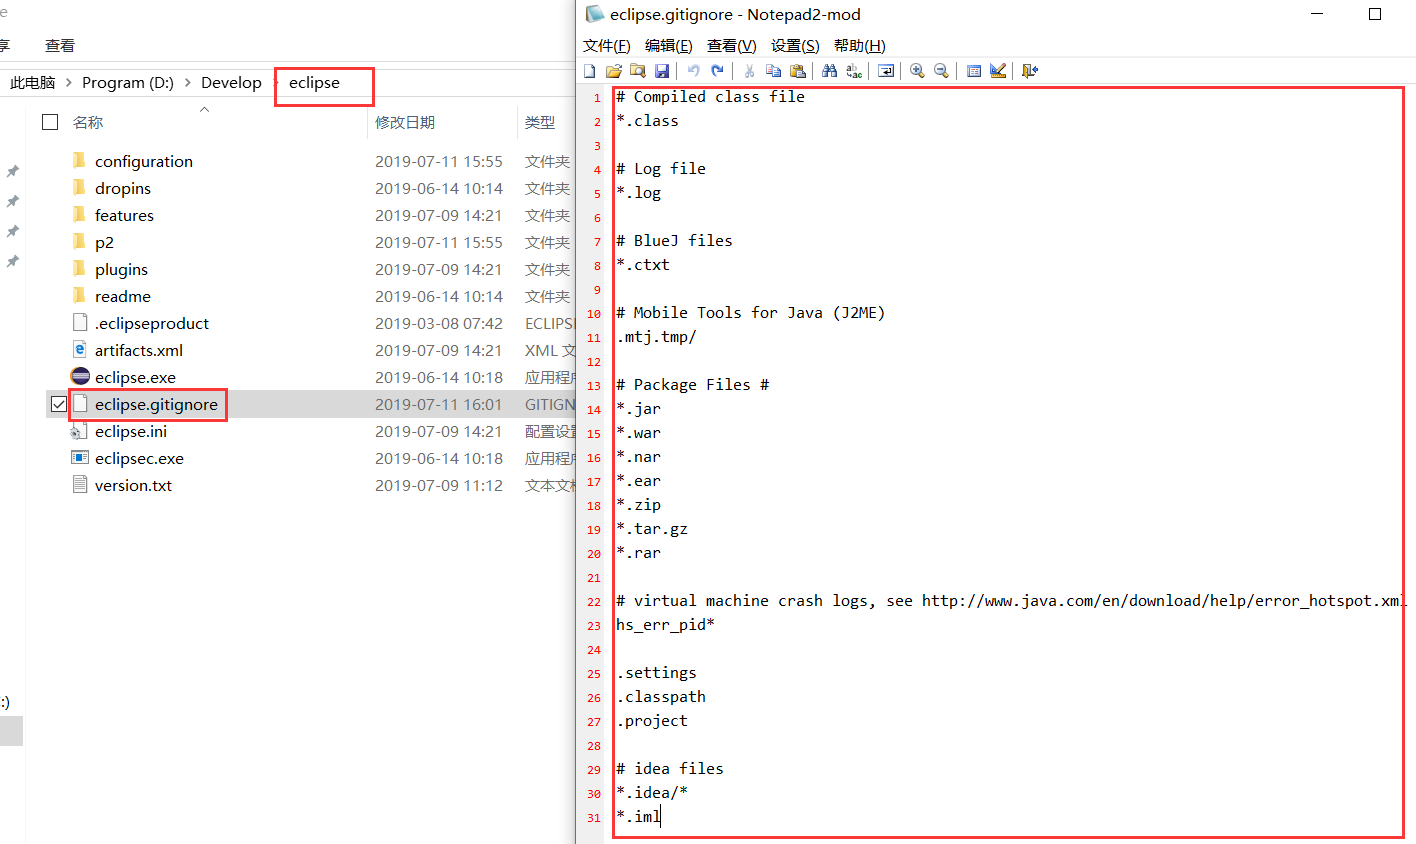 e
享 查看
此电脑 Program (D:) Develop eclipse
名称 修改日期 类型
configuration 2019-07-11 15:55 文件夹
dropins 2019-06-14 10:14 文件夹
features 2019-07-09 14:21 文件夹
p2 2019-07-11 15:55 文件夹
plugins 2019-07-09 14:21 文件夹
readme 2019-06-14 10:14 文件夹
.eclipseproduct 2019-03-08 07:42 ECLIPS
artifacts.xml 2019-07-09 14:21 XML 文
eclipse.exe 2019-06-14 10:18 应用程序
eclipse.gitignore 2019-07-11 16:01 GITIGN
eclipse.ini 2019-07-09 14:21 配置设置
eclipsec.exe 2019-06-14 10:18 应用程序
version.txt 2019-07-09 11:12 文本文档
:)
eclipse.gitignore - Notepad2-mod
文件(F) 编辑(E) 查看(V) 设置(S) 帮助(H)
1 # Compiled class file
2 *.class
3
4 # Log file
5 *.log
6
7 # BlueJ files
8 *.ctxt
9
10 # Mobile Tools for Java (J2ME)
11 .mtj.tmp/
12
13 # Package Files #
14 *.jar
15 *.war
16 *.nar
17 *.ear
18 *.zip
19 *.tar.gz
20 *.rar
21
22 # virtual machine crash logs, see http://www.java.com/en/download/help/error_hotspot.xml
23 hs_err_pid*
24
25 .settings
26 .classpath
27 .project
28
29 # idea files
30 *.idea/*
31 *.iml